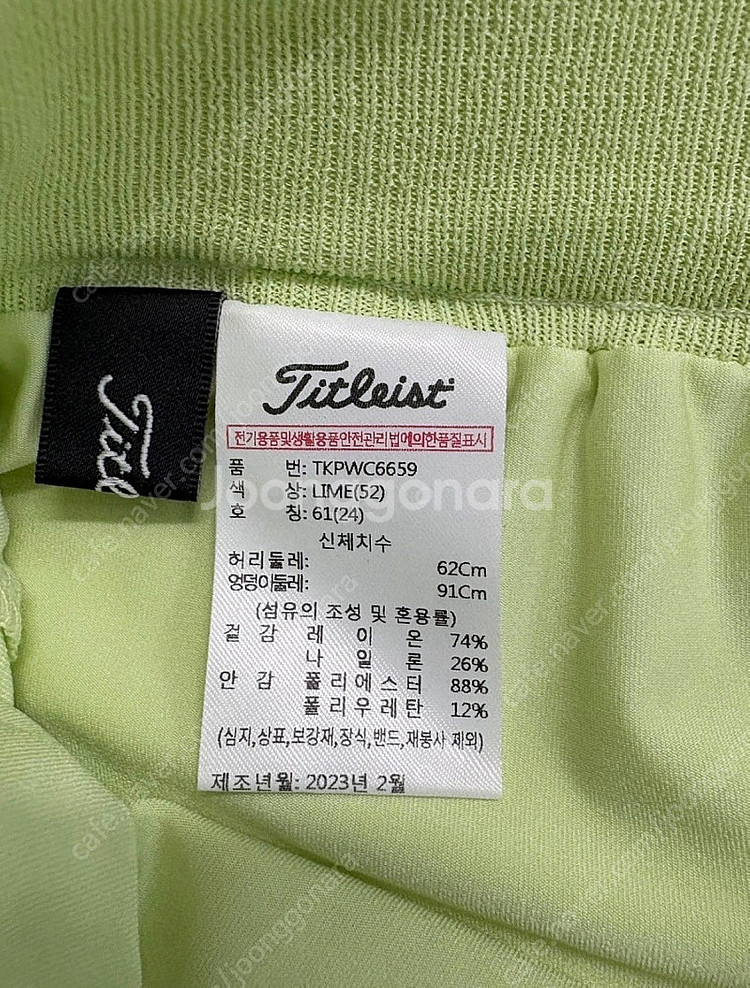 Titleist
전기용품및생활용품안전관리법에의한품질표시
품 번: TKPWC6659
색 상: LIME(52)
호 칭: 61(24)
신체치수
허리둘레: 62Cm
엉덩이둘레: 91Cm
(섬유의 조성 및 혼용률)
겉 감 레 이 온 74%
나 일 론 26%
안 감 폴리에스터 88%
폴리우레탄 12%
(심지,상표,보강재,장식,밴드,재봉사 제외)
제조년월: 2023년 2월
Titl
Joonggonara